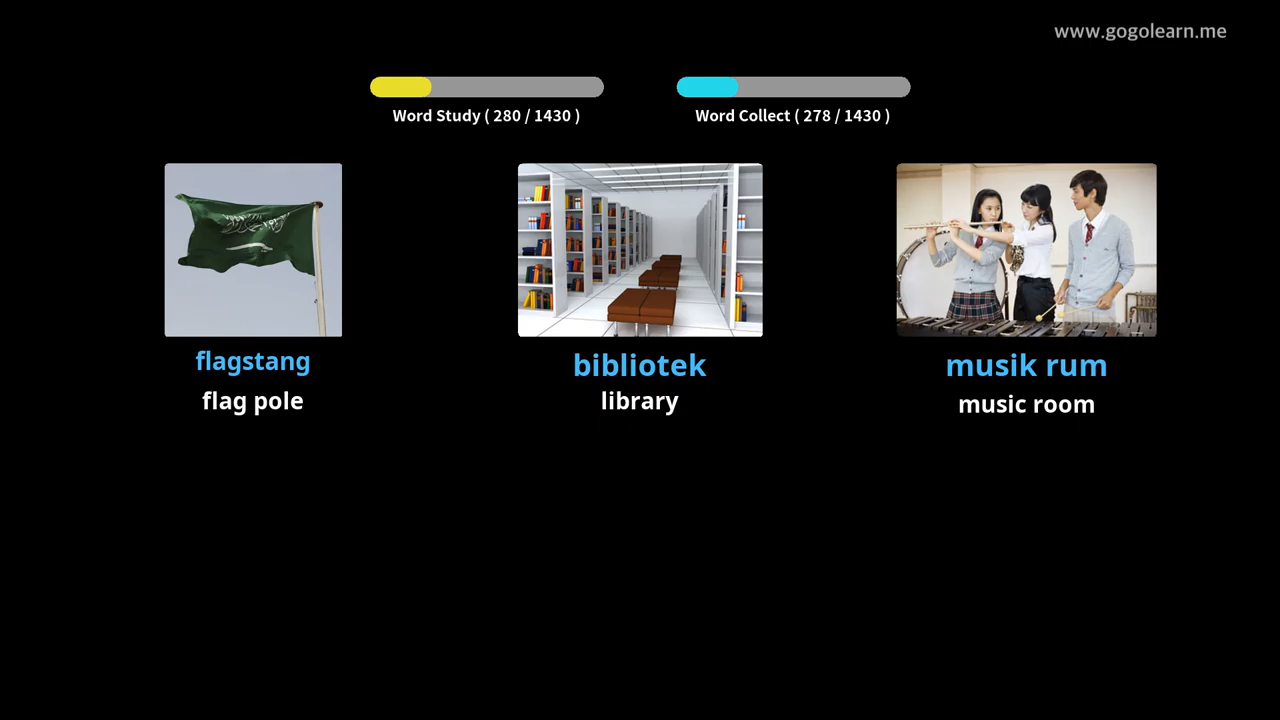 www.gogolearn.me
Word Study ( 280 / 1430 )
Word Collect ( 278 / 1430 )
flagstang
flag pole
bibliotek
library
musik rum
music room